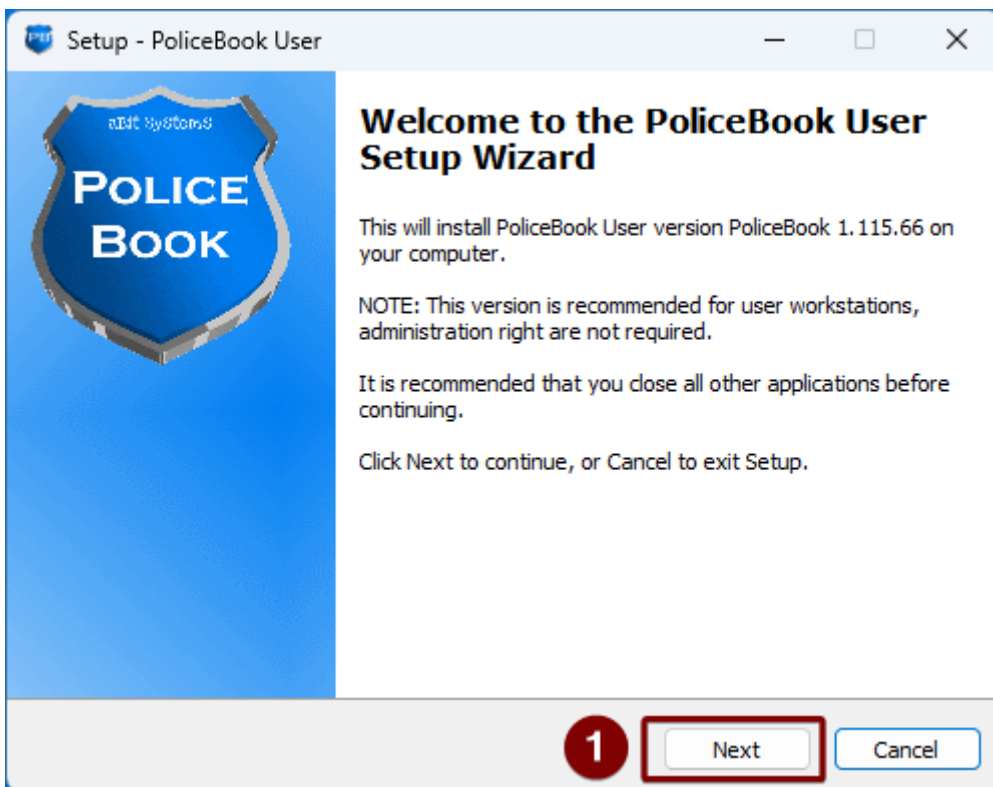 Setup - PoliceBook User
aBit SystemS
POLICE
BOOK
Welcome to the PoliceBook User
Setup Wizard
This will install PoliceBook User version PoliceBook 1.115.66 on
your computer.
NOTE: This version is recommended for user workstations,
administration right are not required.
It is recommended that you close all other applications before
continuing.
Click Next to continue, or Cancel to exit Setup.
1
Next
Cancel